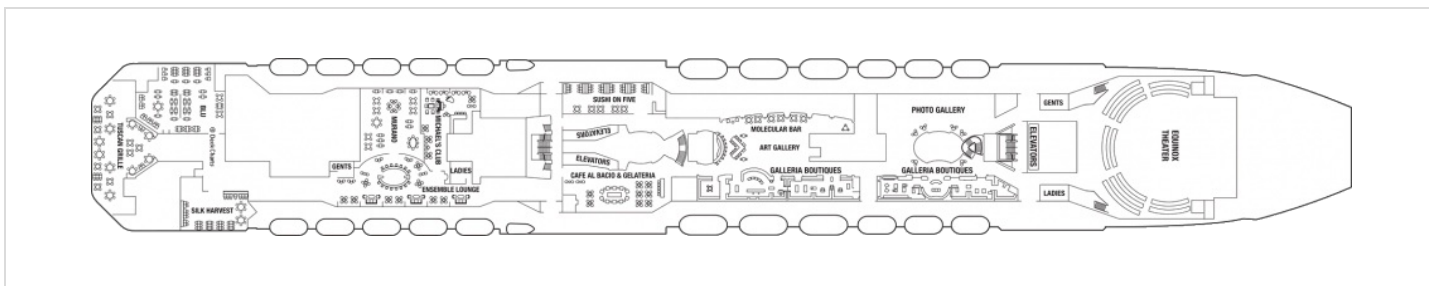 TUSCAN GRILLE
BLU
SILK HARVEST
GENTS
MURANO
MICHAEL'S CLUB
LADIES
ENSEMBLE LOUNGE
SUSHI ON FIVE
ELEVATORS
ELEVATORS
CAFE AL BACIO & GELATERIA
MOLECULAR BAR
ART GALLERY
GALLERIA BOUTIQUES
PHOTO GALLERY
GALLERIA BOUTIQUES
GENTS
ELEVATORS
LADIES
EQUINOX
THEATER